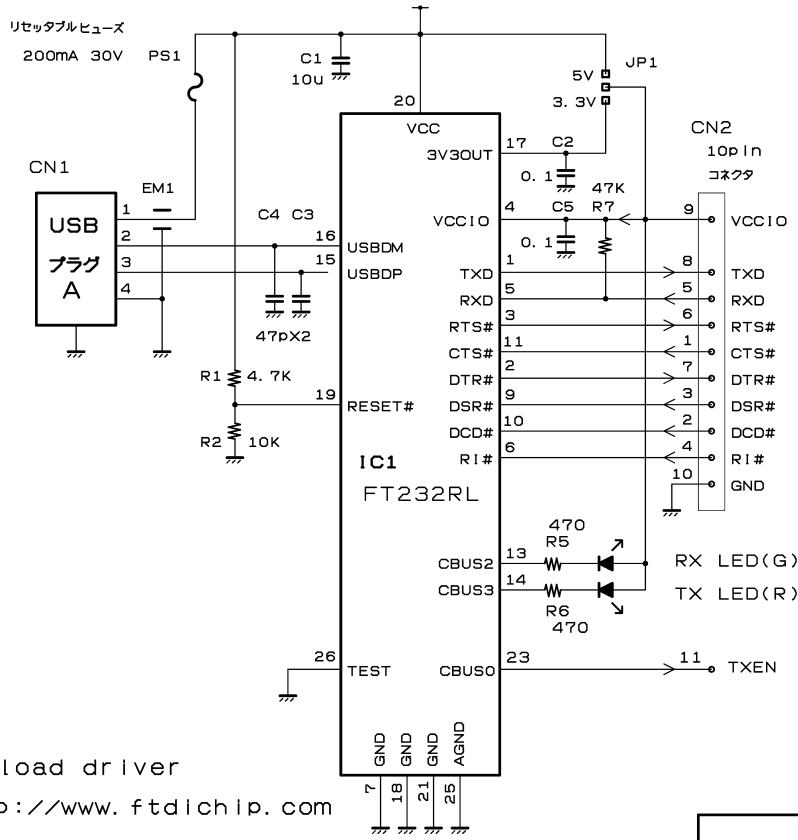 リセッタブルヒューズ
200mA 30V
PS1
C1
10u
JP1
5V
3.3V
20
VCC
CN2
10pin
コネクタ
CN1
USB
プラグ
A
1
2
3
4
EM1
C4 C3
47pX2
16
USBDM
15
USBDP
3V3OUT
17
C2
0.1
47K
R7
VCCIO
4
C5
0.1
9
VCCIO
TXD
1
8
TXD
RXD
5
5
RXD
RTS#
3
6
RTS#
CTS#
11
1
CTS#
DTR#
2
7
DTR#
DSR#
9
3
DSR#
DCD#
10
2
DCD#
RI#
6
4
RI#
10
GND
R1
4.7K
19
RESET#
R2
10K
IC1
FT232RL
470
R5
CBUS2
13
RX LED(G)
CBUS3
14
TX LED(R)
R6
470
26
TEST
CBUS0
23
11
TXEN
GND
GND
GND
AGND
7
18
21
25
load driver
p://www.ftdichip.com